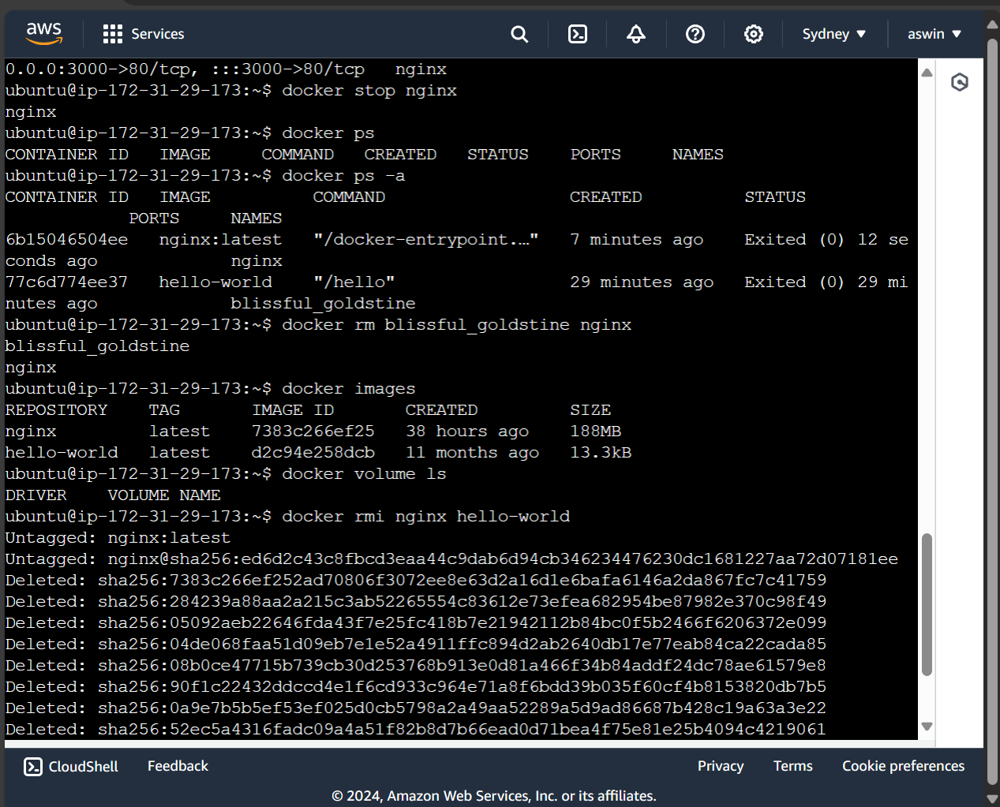 aws
Services
Sydney
aswin
0.0.0:3000->80/tcp, :::3000->80/tcp   nginx
ubuntu@ip-172-31-29-173:~$ docker stop nginx
nginx
ubuntu@ip-172-31-29-173:~$ docker ps
CONTAINER ID   IMAGE     COMMAND   CREATED   STATUS    PORTS     NAMES
ubuntu@ip-172-31-29-173:~$ docker ps -a
CONTAINER ID   IMAGE          COMMAND                  CREATED          STATUS
            PORTS     NAMES
6b15046504ee   nginx:latest   "/docker-entrypoint.…"   7 minutes ago    Exited (0) 12 se
conds ago             nginx
77c6d774ee37   hello-world    "/hello"                 29 minutes ago   Exited (0) 29 mi
nutes ago             blissful_goldstine
ubuntu@ip-172-31-29-173:~$ docker rm blissful_goldstine nginx
blissful_goldstine
nginx
ubuntu@ip-172-31-29-173:~$ docker images
REPOSITORY    TAG       IMAGE ID       CREATED         SIZE
nginx         latest    7383c266ef25   38 hours ago    188MB
hello-world   latest    d2c94e258dcb   11 months ago   13.3kB
ubuntu@ip-172-31-29-173:~$ docker volume ls
DRIVER    VOLUME NAME
ubuntu@ip-172-31-29-173:~$ docker rmi nginx hello-world
Untagged: nginx:latest
Untagged: nginx@sha256:ed6d2c43c8fbcd3eaa44c9dab6d94cb346234476230dc1681227aa72d07181ee
Deleted: sha256:7383c266ef252ad70806f3072ee8e63d2a16d1e6bafa6146a2da867fc7c41759
Deleted: sha256:284239a88aa2a215c3ab52265554c83612e73efea682954be87982e370c98f49
Deleted: sha256:05092aeb22646fda43f7e25fc418b7e21942112b84bc0f5b2466f6206372e099
Deleted: sha256:04de068faa51d09eb7e1e52a4911ffc894d2ab2640db17e77eab84ca22cada85
Deleted: sha256:08b0ce47715b739cb30d253768b913e0d81a466f34b84addf24dc78ae61579e8
Deleted: sha256:90f1c22432ddccd4e1f6cd933c964e71a8f6bdd39b035f60cf4b8153820db7b5
Deleted: sha256:0a9e7b5b5ef53ef025d0cb5798a2a49aa52289a5d9ad86687b428c19a63a3e22
Deleted: sha256:52ec5a4316fadc09a4a51f82b8d7b66ead0d71bea4f75e81e25b4094c4219061
CloudShell
Feedback
Privacy
Terms
Cookie preferences
© 2024, Amazon Web Services, Inc. or its affiliates.